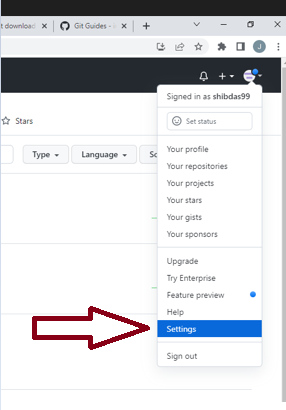 t download
Git Guides -
J
Signed in as shibdas99
Set status
Stars
Your profile
Your repositories
Type
Language
So
Your projects
Your stars
Your gists
Your sponsors
Upgrade
Try Enterprise
Feature preview
Help
Settings
Sign out